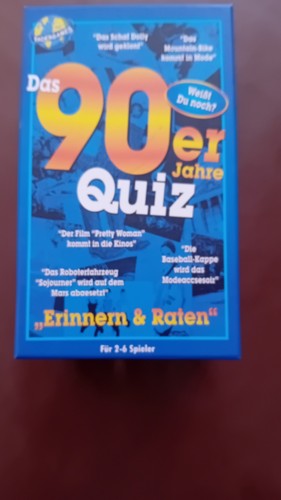 "Das Schaf Dolly
wird geklont"
"Das
Mountain-Bike
kommt in Mode"
Das
90er
Jahre
Weißt
Du noch?
Quiz
"Der Film "Pretty Woman"
kommt in die Kinos"
"Die
Baseball-Kappe
wird das
Modeaccsesoir"
"Das Roboterfahrzeug
"Sojourner" wird auf dem
Mars abgesetzt"
„Erinnern & Raten“
Für 2-6 Spieler